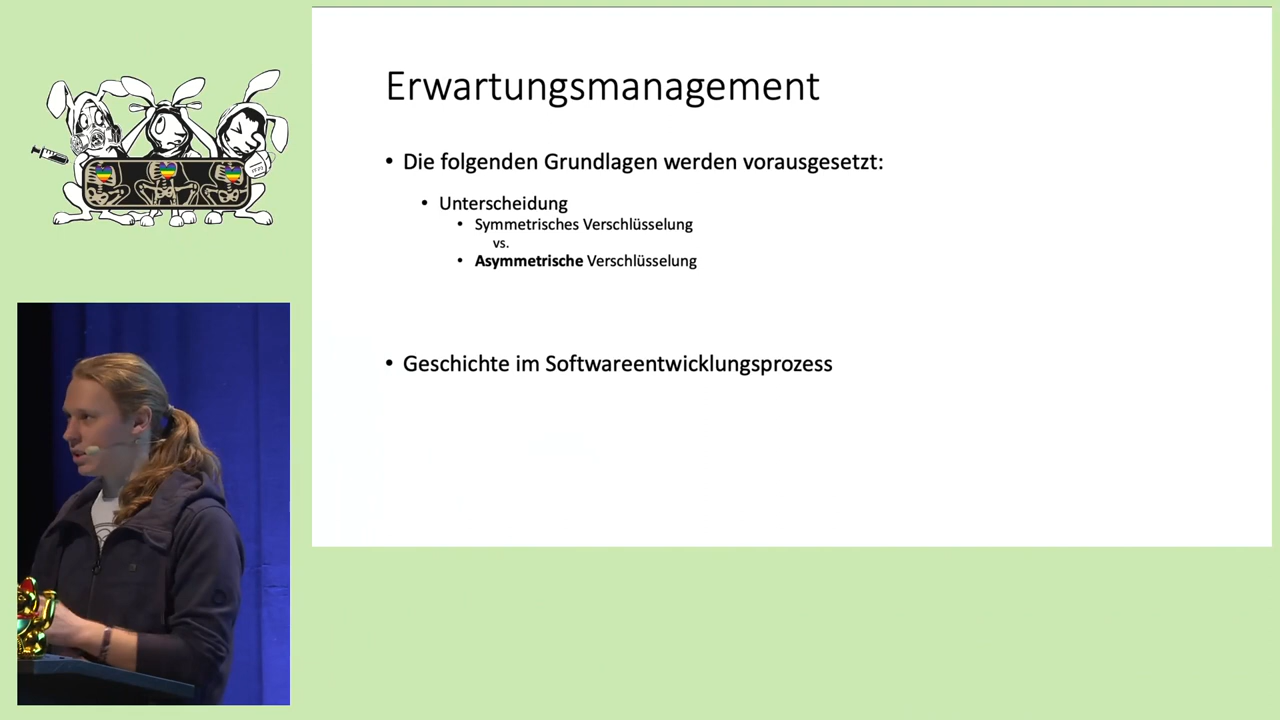 Erwartungsmanagement
• Die folgenden Grundlagen werden vorausgesetzt:
• Unterscheidung
• Symmetrisches Verschlüsselung
vs.
• Asymmetrische Verschlüsselung
• Geschichte im Softwareentwicklungsprozess